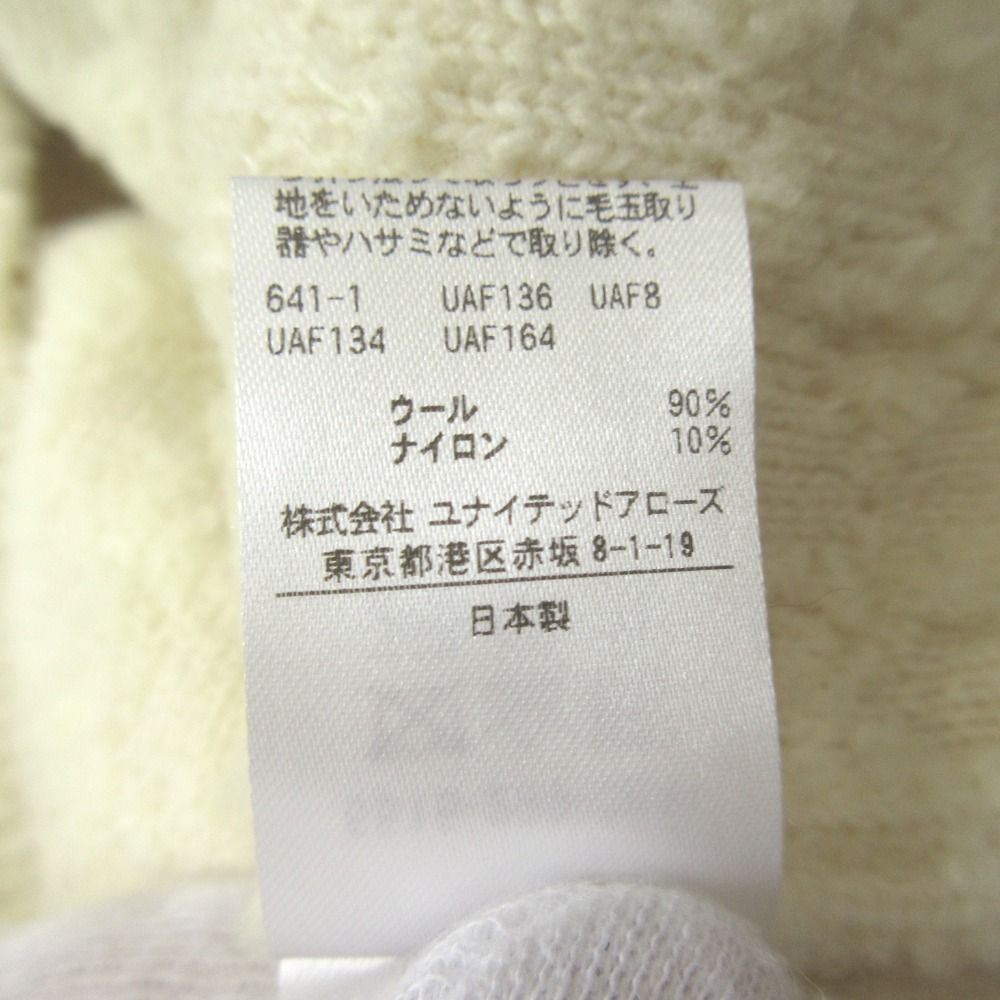 地をいためないように毛玉取り
器やハサミなどで取り除く。
641-1 UAF136 UAF8
UAF134 UAF164
ウール 90%
ナイロン 10%
株式会社 ユナイテッドアローズ
東京都港区赤坂 8-1-19
日本製